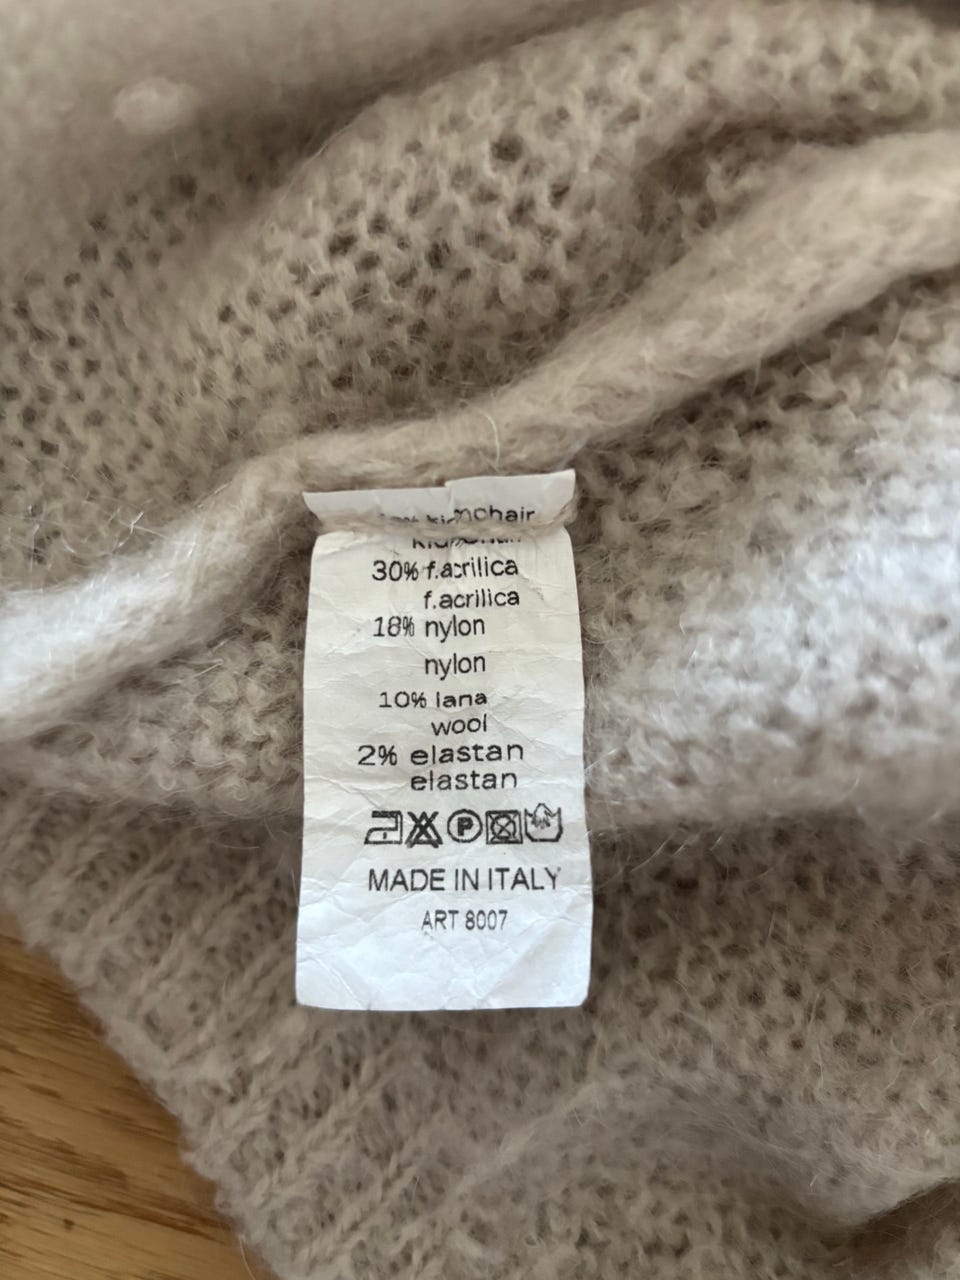 kidmohair
30% f.acrilica
f.acrilica
18% nylon
nylon
10% lana
wool
2% elastan
elastan
P
MADE IN ITALY
ART 8007